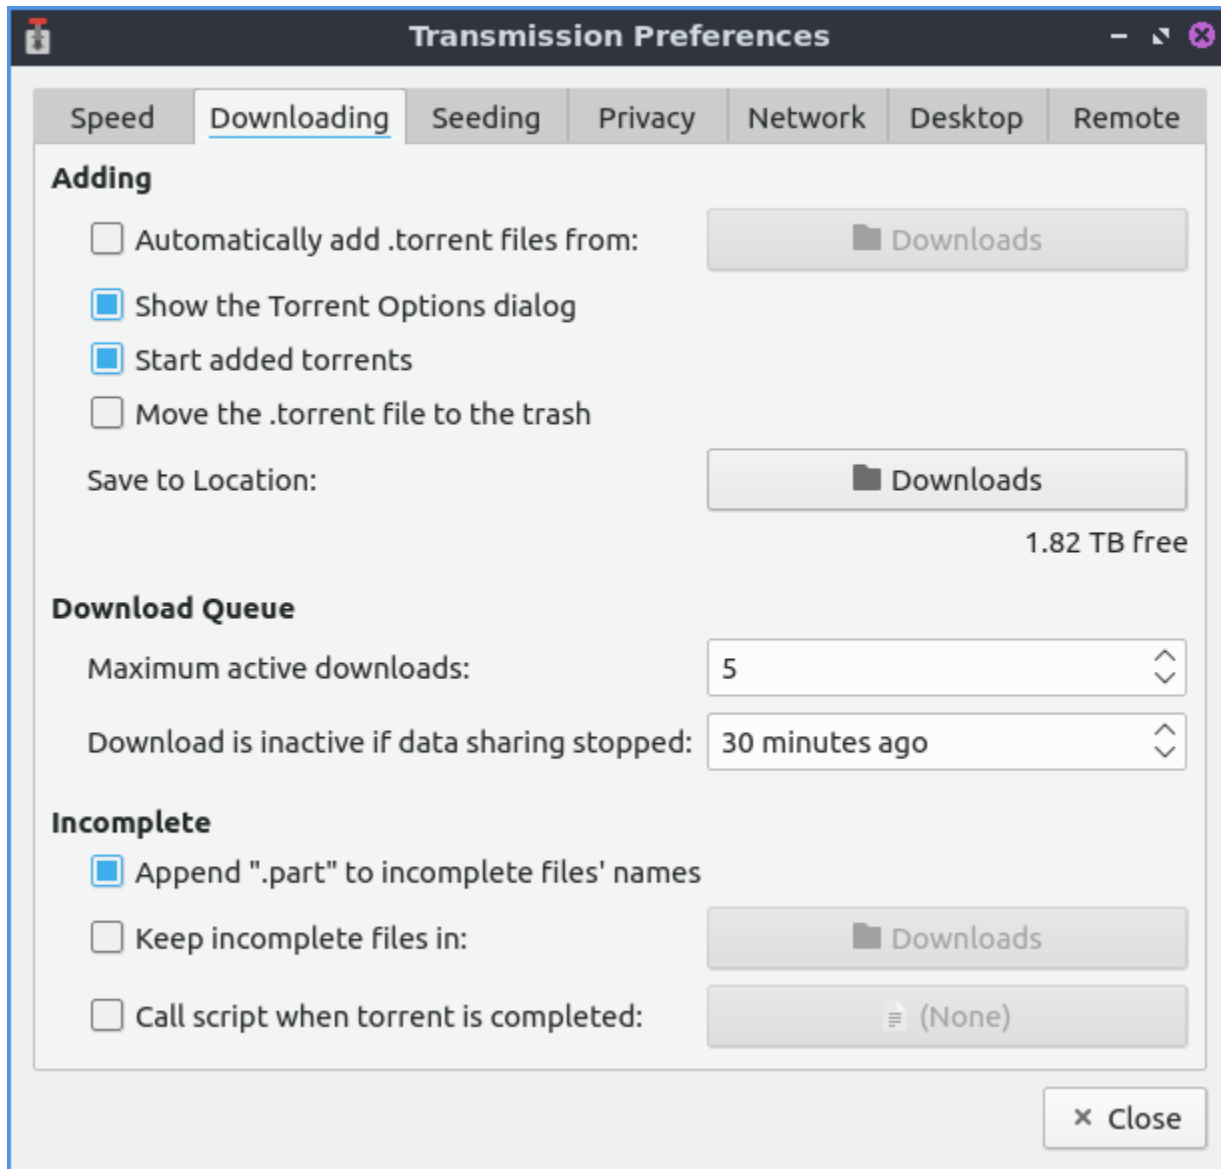 Transmission Preferences
Speed Downloading Seeding Privacy Network Desktop Remote
Adding
Automatically add .torrent files from: Downloads
Show the Torrent Options dialog
Start added torrents
Move the .torrent file to the trash
Save to Location: Downloads
1.82 TB free
Download Queue
Maximum active downloads: 5
Download is inactive if data sharing stopped: 30 minutes ago
Incomplete
Append ".part" to incomplete files' names
Keep incomplete files in: Downloads
Call script when torrent is completed: (None)
Close